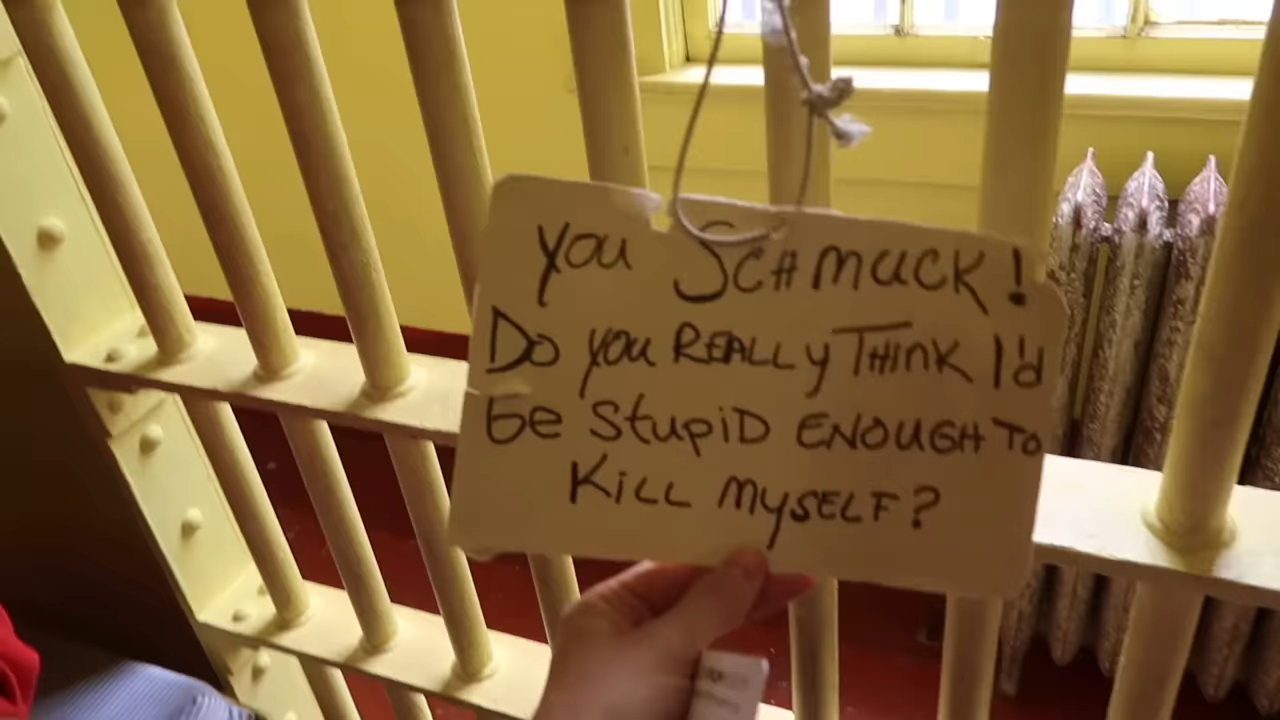 You SCHMUCK!
Do you REALLY THINK I'd
be StupiD ENOUGH TO
KiLL MYSELF?